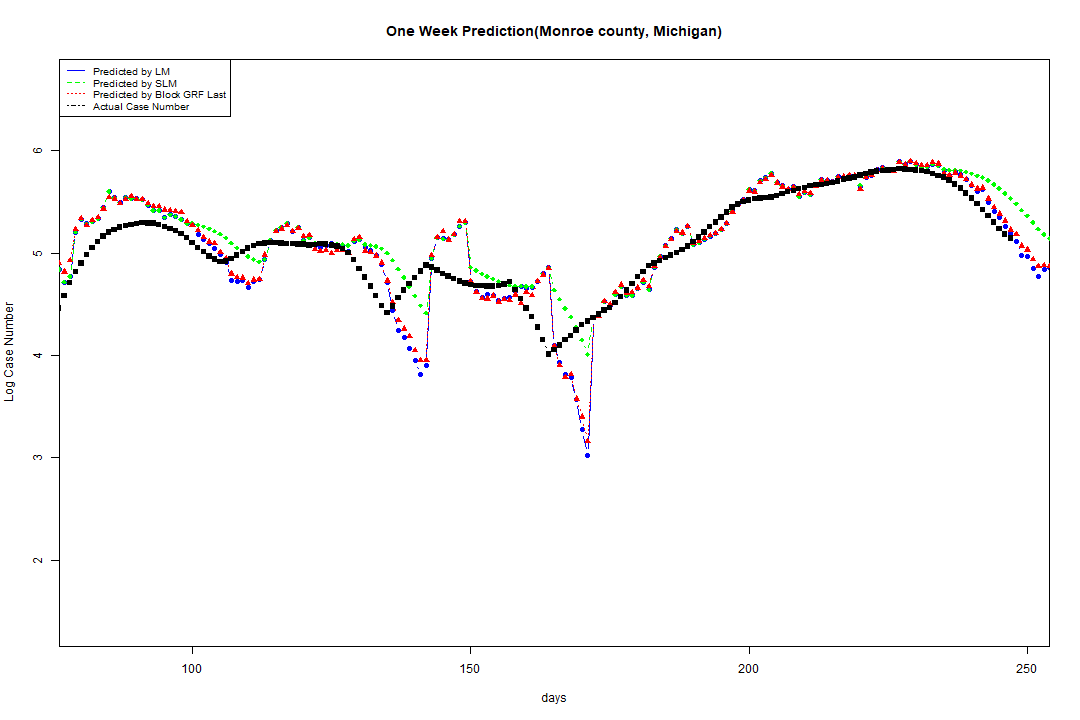 One Week Prediction(Monroe county, Michigan)
Predicted by LM
Predicted by SLM
Predicted by Block GRF Last
Actual Case Number
6
5
4
3
2
Log Case Number
100 150 200 250
days